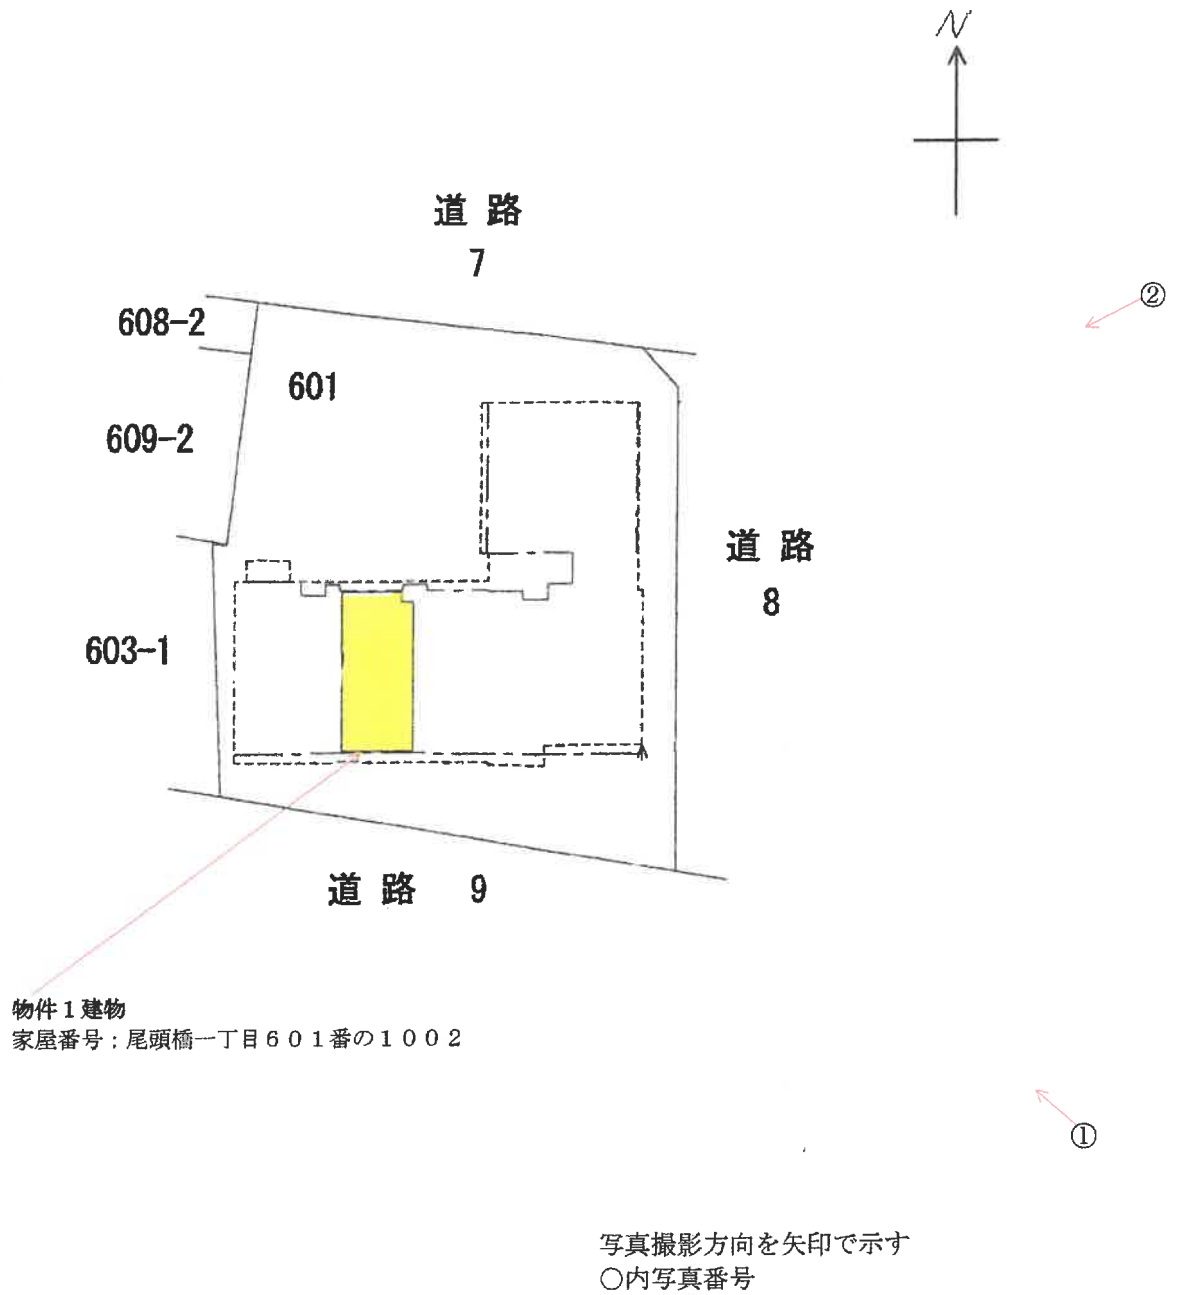 N
道路
7
②
608-2
601
609-2
道路
8
603-1
道路 9
物件1建物
家屋番号：尾頭橋一丁目601番の1002
①
写真撮影方向を矢印で示す
○内写真番号